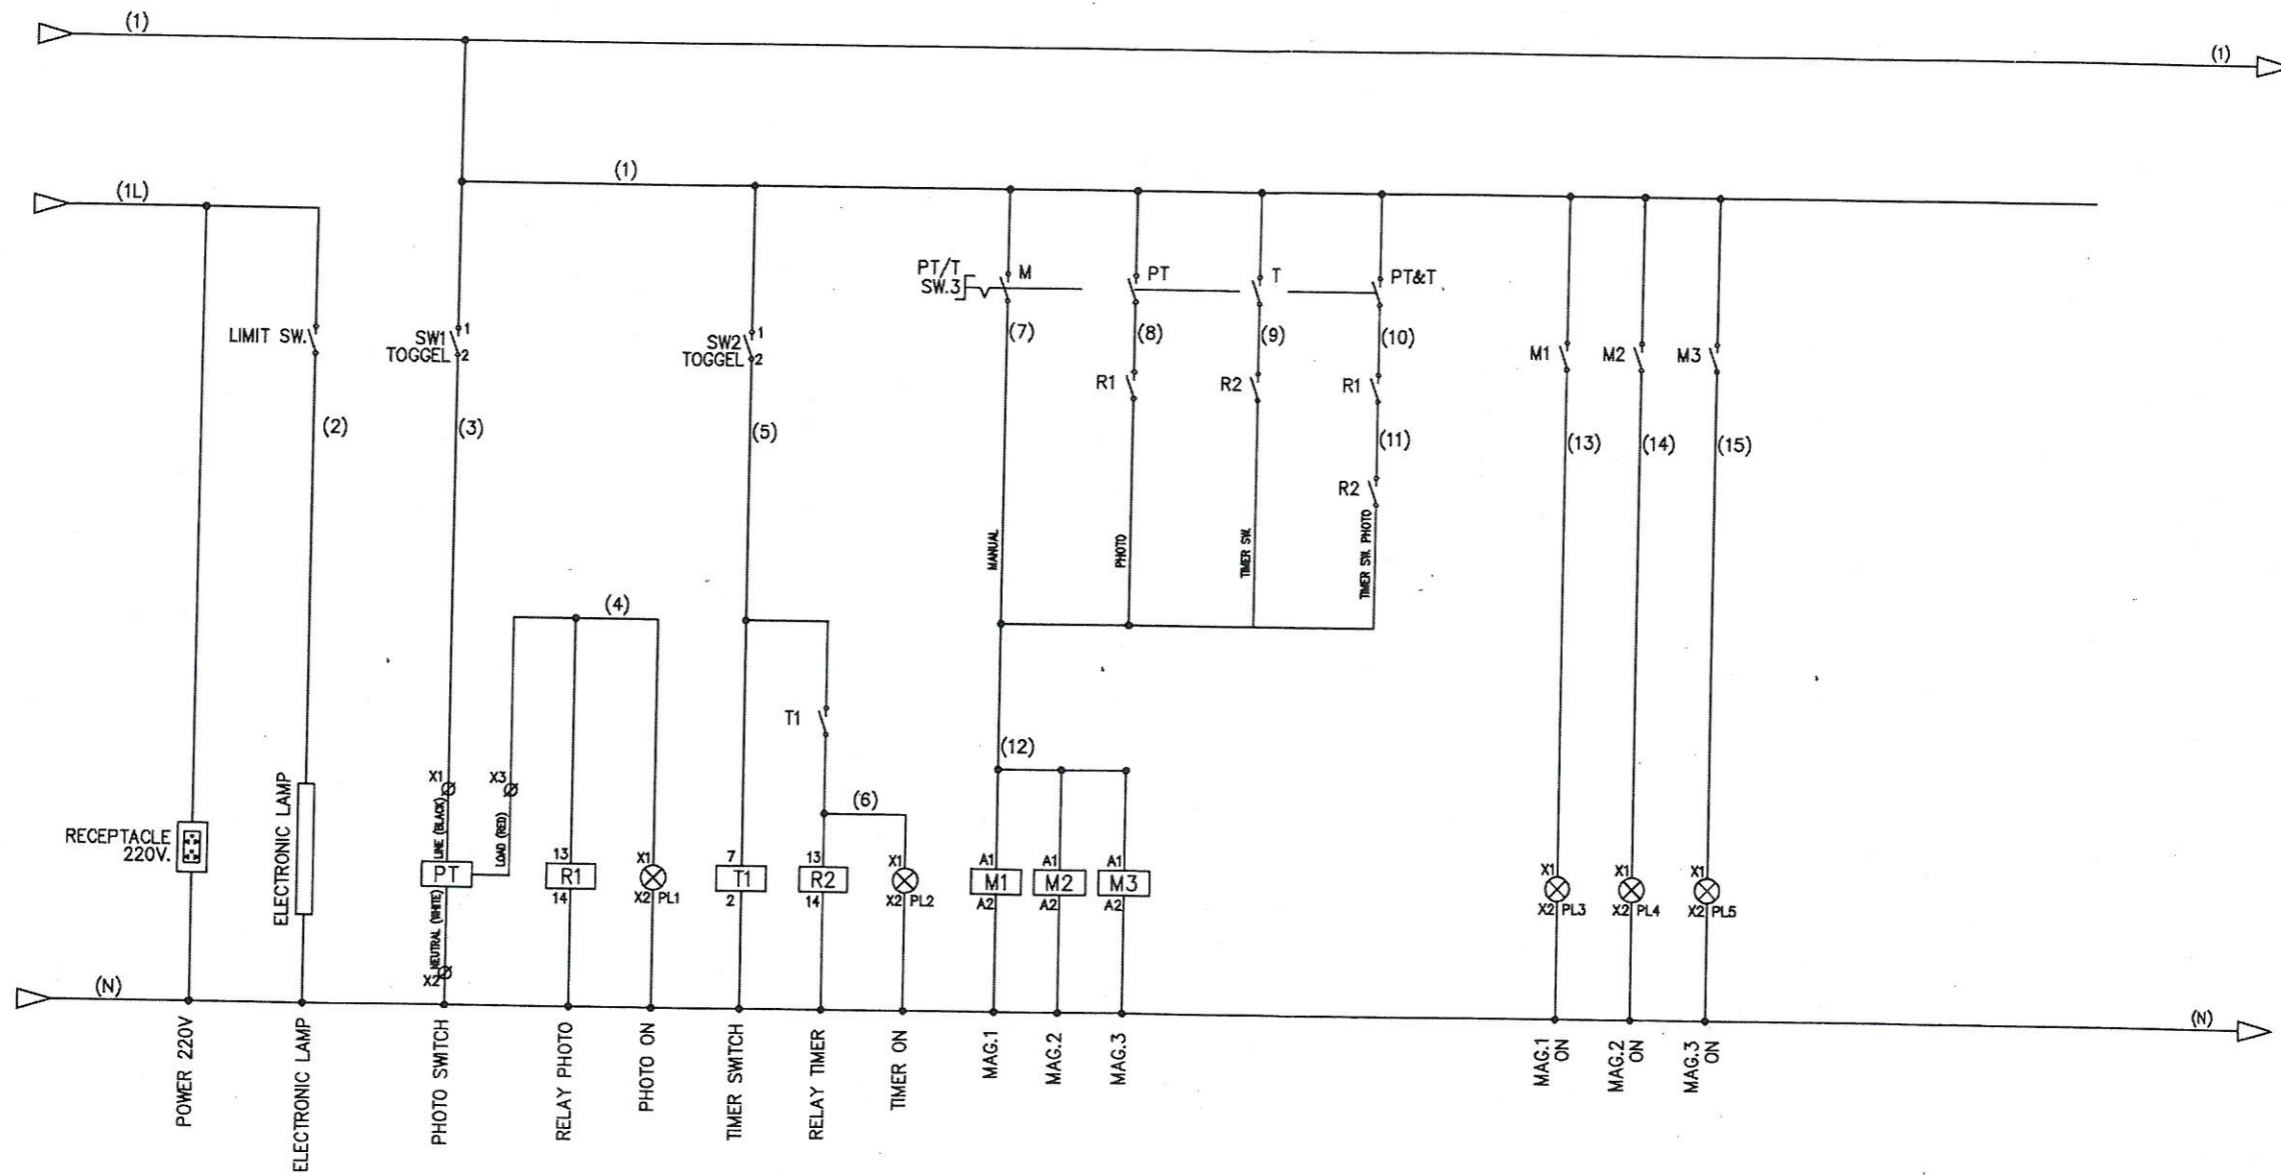 (1)
(1)
(1L)
(1)
PT/T
SW.3
M
PT
T
PT&T
LIMIT SW.
SW1
TOGGEL
1
2
SW2
TOGGEL
1
2
(7)
(8)
(9)
(10)
R1
R2
R1
M1
M2
M3
(2)
(3)
(5)
(11)
(13)
(14)
(15)
R2
MANUAL
PHOTO
TIMER SW.
TIMER SW. PHOTO
(4)
T1
(12)
X1
X3
(6)
ELECTRONIC LAMP
LINE (BLACK)
LOAD (RED)
RECEPTACLE
220V.
PT
13
R1
14
X1
X2 PL1
7
T1
2
13
R2
14
X1
X2 PL2
A1
M1
A2
A1
M2
A2
A1
M3
A2
X1
X2 PL3
X1
X2 PL4
X1
X2 PL5
NEUTRAL (WHITE)
X2
(N)
(N)
POWER 220V
ELECTRONIC LAMP
PHOTO SWITCH
RELAY PHOTO
PHOTO ON
TIMER SWITCH
RELAY TIMER
TIMER ON
MAG.1
MAG.2
MAG.3
MAG.1
ON
MAG.2
ON
MAG.3
ON